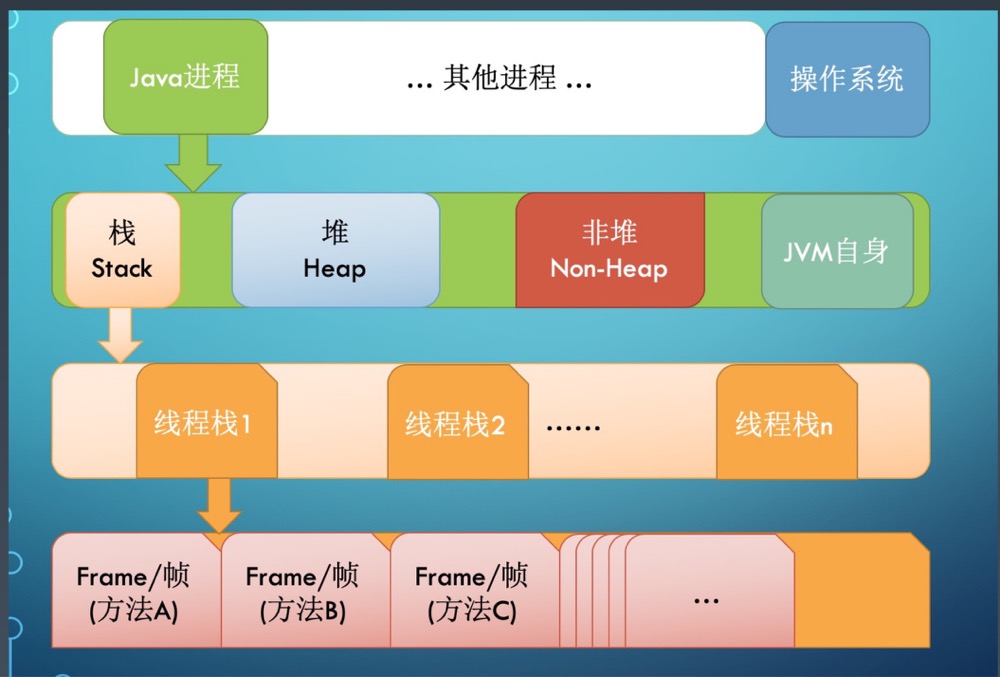 Java进程
... 其他进程 ...
操作系统
栈
Stack
堆
Heap
非堆
Non-Heap
JVM自身
线程栈1
线程栈2
......
线程栈n
Frame/帧
(方法A)
Frame/帧
(方法B)
Frame/帧
(方法C)
...